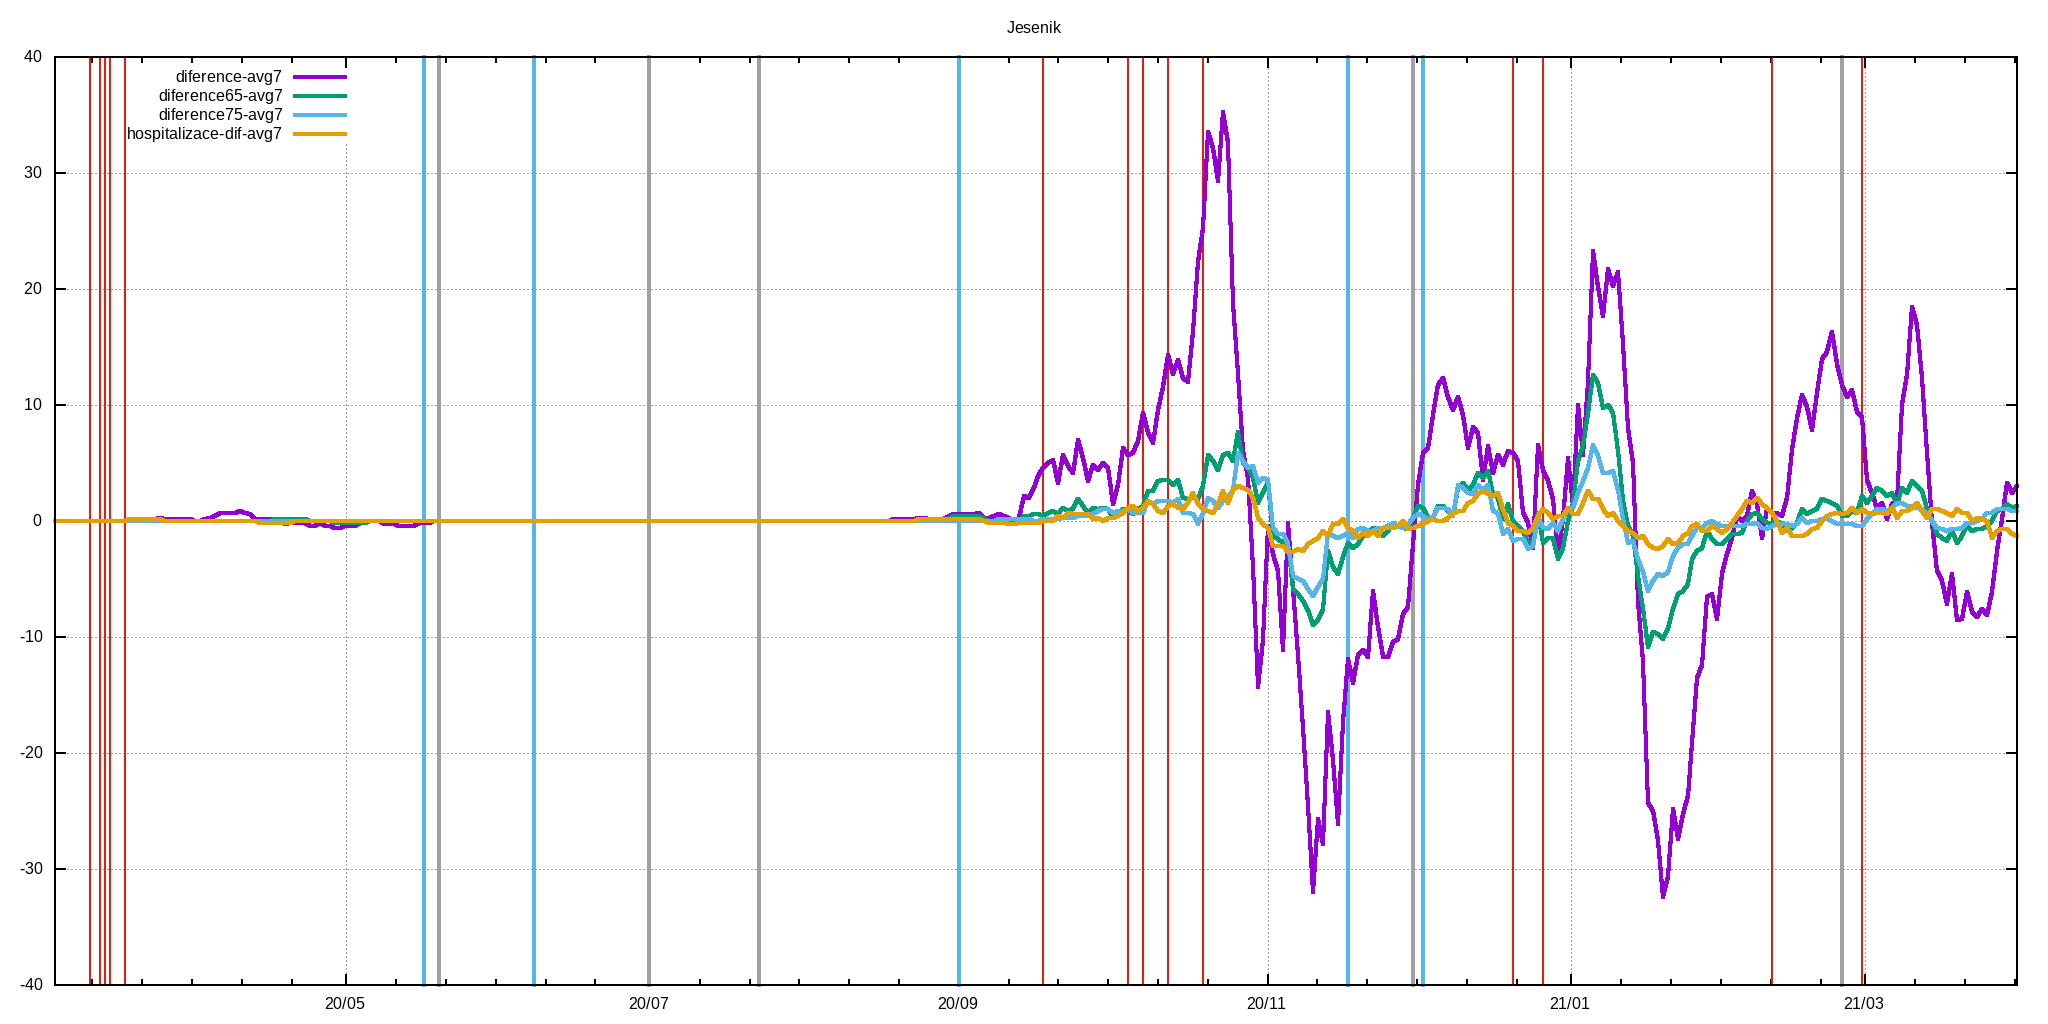 Jesenik
diference-avg7
diference65-avg7
diference75-avg7
hospitalizace-dif-avg7
40
30
20
10
0
-10
-20
-30
-40
20/05 20/07 20/09 20/11 21/01 21/03